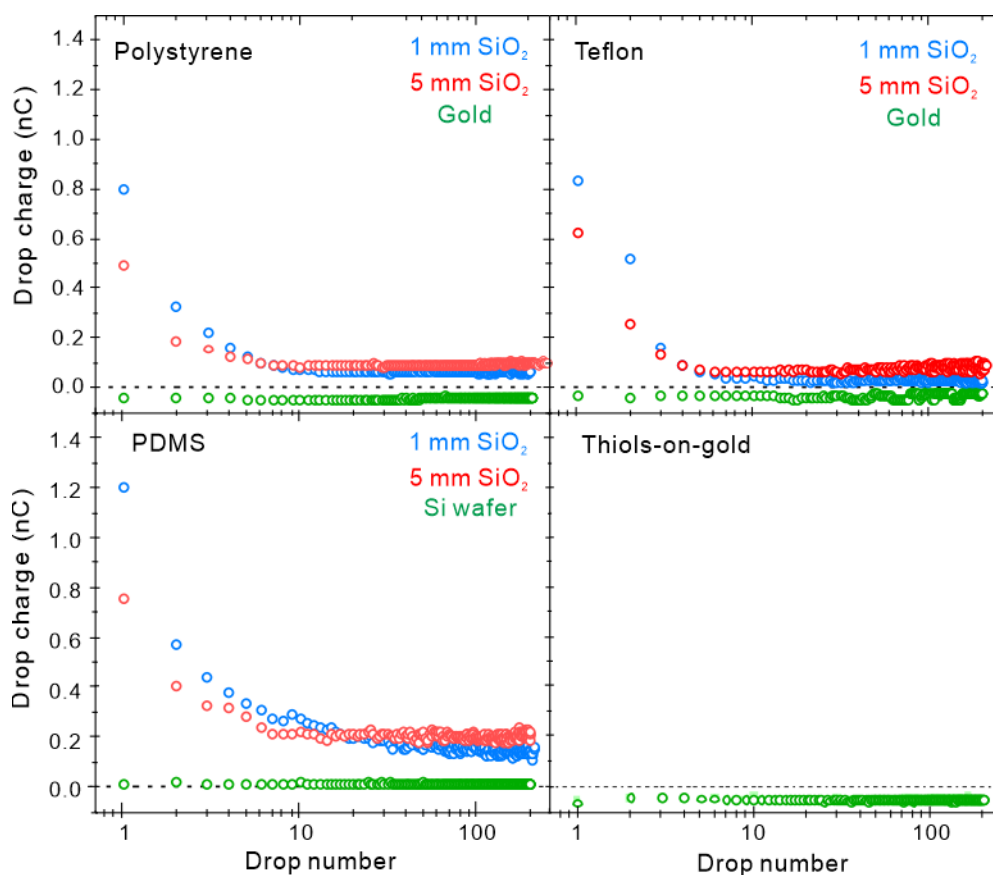 Polystyrene
1 mm SiO₂
5 mm SiO₂
Gold
Teflon
1 mm SiO₂
5 mm SiO₂
Gold
Drop charge (nC)
1.4
1.2
1.0
0.8
0.6
0.4
0.2
0.0
PDMS
1 mm SiO₂
5 mm SiO₂
Si wafer
Thiols-on-gold
Drop charge (nC)
1.4
1.2
1.0
0.8
0.6
0.4
0.2
0.0
1 10 100
1 10 100
Drop number
Drop number